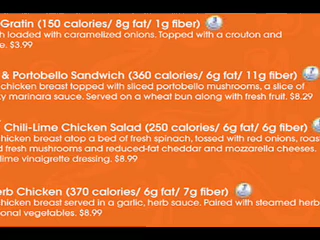 Gratin (150 calories/ 8g fat/ 1g fiber)
h loaded with caramelized onions. Topped with a crouton and
e. $3.99
& Portobello Sandwich (360 calories/ 6g fat/ 11g fiber)
chicken breast topped with sliced portobello mushrooms, a slice of
y marinara sauce. Served on a wheat bun along with fresh fruit. $8.29
Chili-Lime Chicken Salad (250 calories/ 6g fat/ 6g fiber)
chicken breast atop a bed of fresh spinach, tossed with red onions, roas
d fresh mushrooms and reduced-fat cheddar and mozzarella cheeses.
lime vinaigrette dressing. $8.99
erb Chicken (370 calories/ 6g fat/ 7g fiber)
chicken breast served in a garlic, herb sauce. Paired with steamed herb
onal vegetables. $8.99